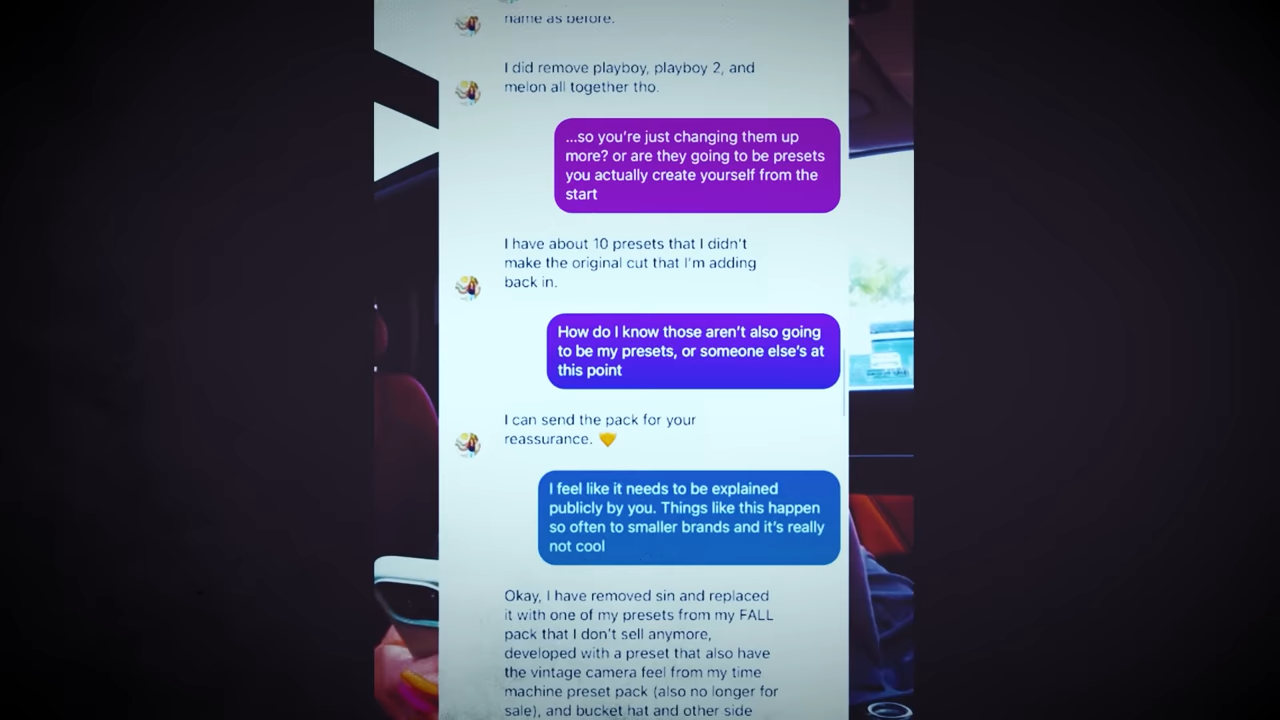 name as before.
I did remove playboy, playboy 2, and
melon all together tho.
...so you're just changing them up
more? or are they going to be presets
you actually create yourself from the
start
I have about 10 presets that I didn't
make the original cut that I'm adding
back in.
How do I know those aren't also going
to be my presets, or someone else's at
this point
I can send the pack for your
reassurance. 💛
I feel like it needs to be explained
publicly by you. Things like this happen
so often to smaller brands and it's really
not cool
Okay, I have removed sin and replaced
it with one of my presets from my FALL
pack that I don't sell anymore,
developed with a preset that also have
the vintage camera feel from my time
machine preset pack (also no longer for
sale), and bucket hat and other side